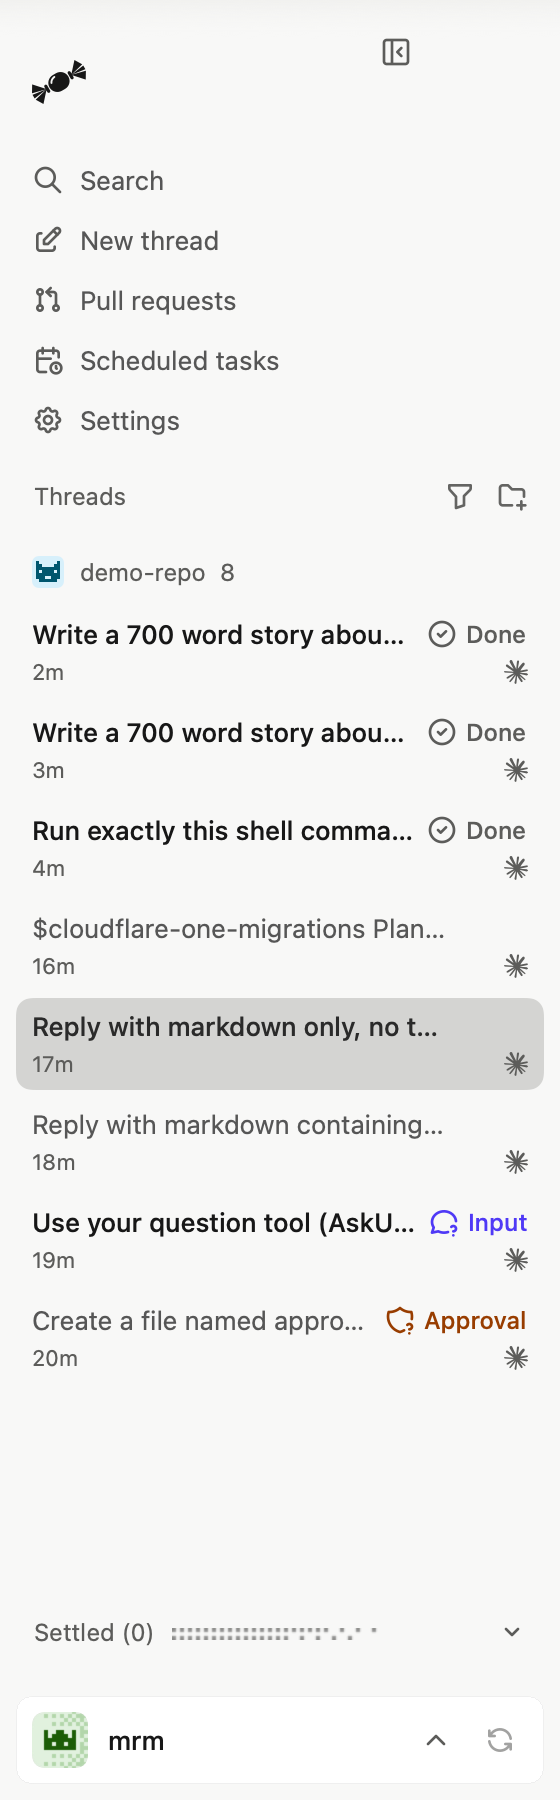 Search
New thread
Pull requests
Scheduled tasks
Settings
Threads
demo-repo 8
Write a 700 word story abou... Done
2m
Write a 700 word story abou... Done
3m
Run exactly this shell comma... Done
4m
$cloudflare-one-migrations Plan...
16m
Reply with markdown only, no t...
17m
Reply with markdown containing...
18m
Use your question tool (AskU... Input
19m
Create a file named appro... Approval
20m
Settled (0)
mrm